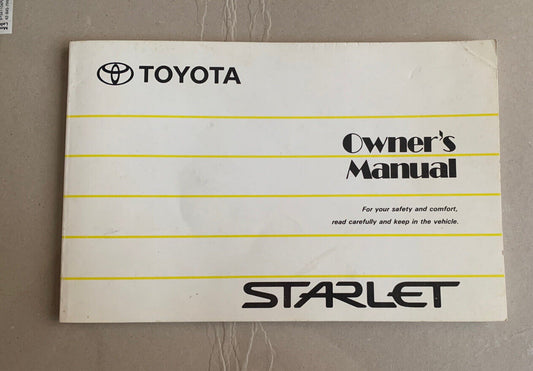 TOYOTA
Owner's
Manual
For your safety and comfort,
read carefully and keep in the vehicle.
STARLET